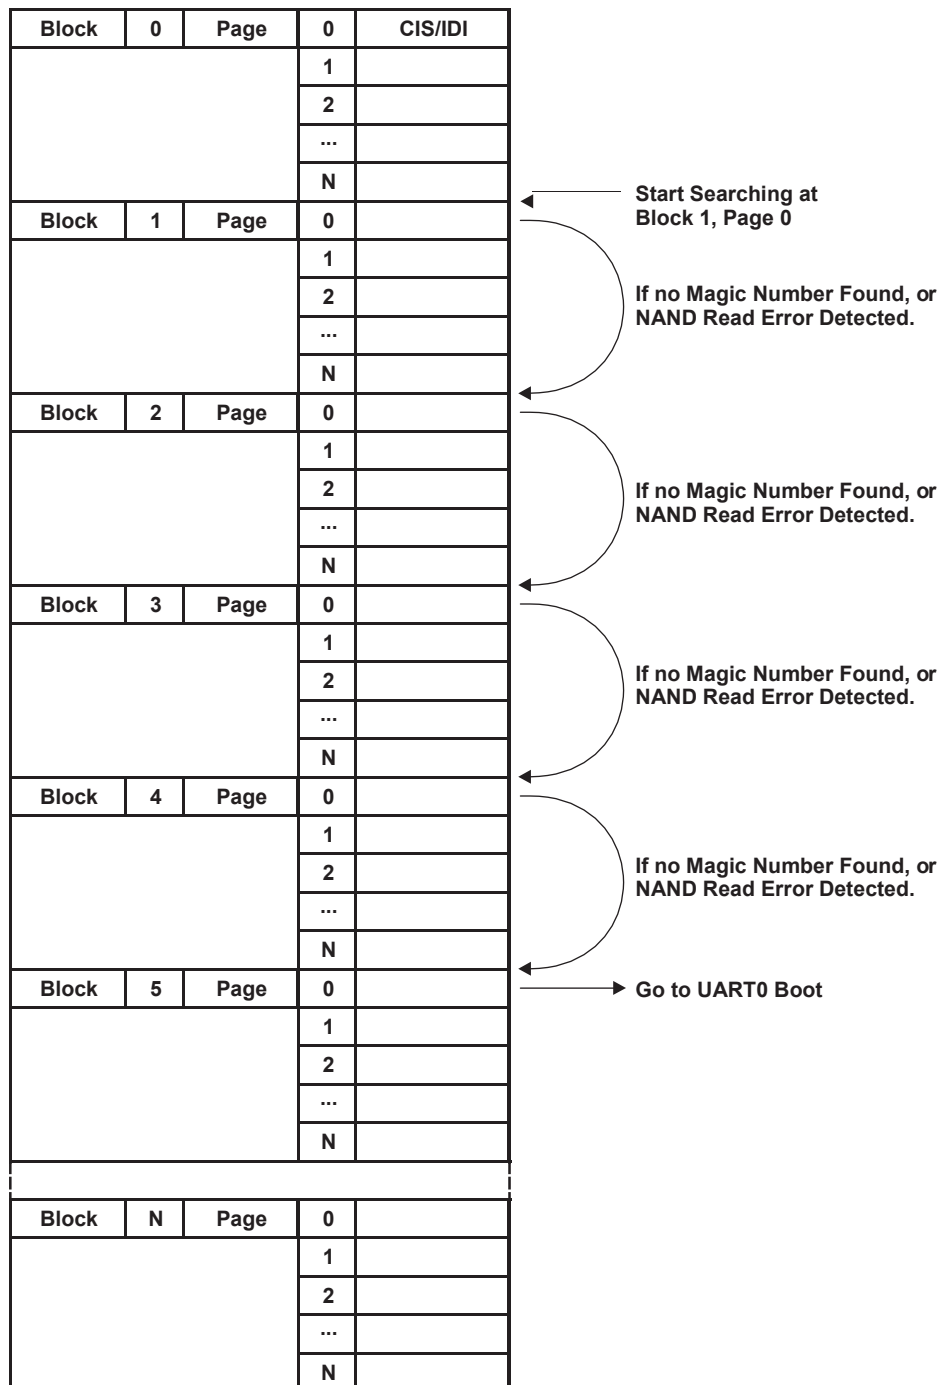 Block 0 Page 0 CIS/IDI
1
2
...
N
Start Searching at
Block 1, Page 0
Block 1 Page 0
1
2
...
N
If no Magic Number Found, or
NAND Read Error Detected.
Block 2 Page 0
1
2
...
N
If no Magic Number Found, or
NAND Read Error Detected.
Block 3 Page 0
1
2
...
N
If no Magic Number Found, or
NAND Read Error Detected.
Block 4 Page 0
1
2
...
N
If no Magic Number Found, or
NAND Read Error Detected.
Block 5 Page 0
Go to UART0 Boot
1
2
...
N
Block N Page 0
1
2
...
N